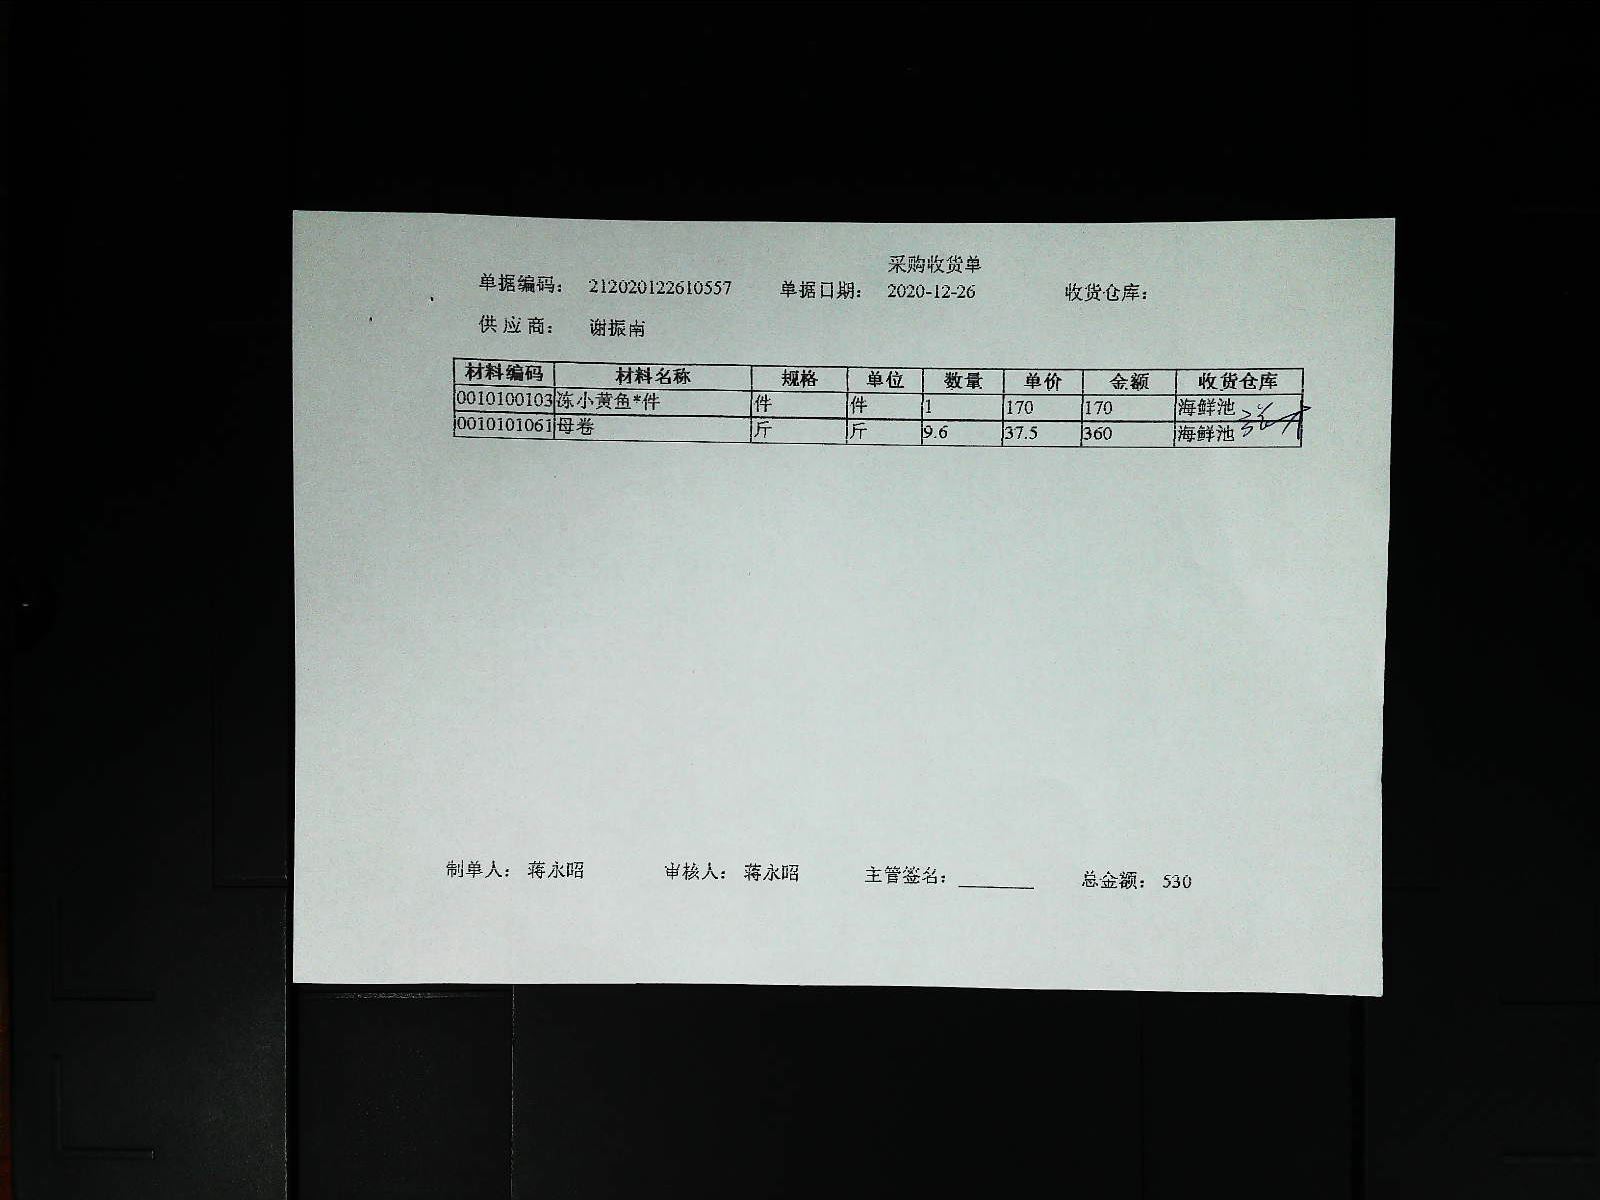 采购收货单
单据编码： 212020122610557 单据日期： 2020-12-26 收货仓库：
供 应 商： 谢振南
材料编码 材料名称 规格 单位 数量 单价 金额 收货仓库
0010100103 冻小黄鱼*件 件 件 1 170 170 海鲜池
0010101061 母卷 斤 斤 9.6 37.5 360 海鲜池
制单人： 蒋永昭 审核人： 蒋永昭 主管签名： 总金额： 530